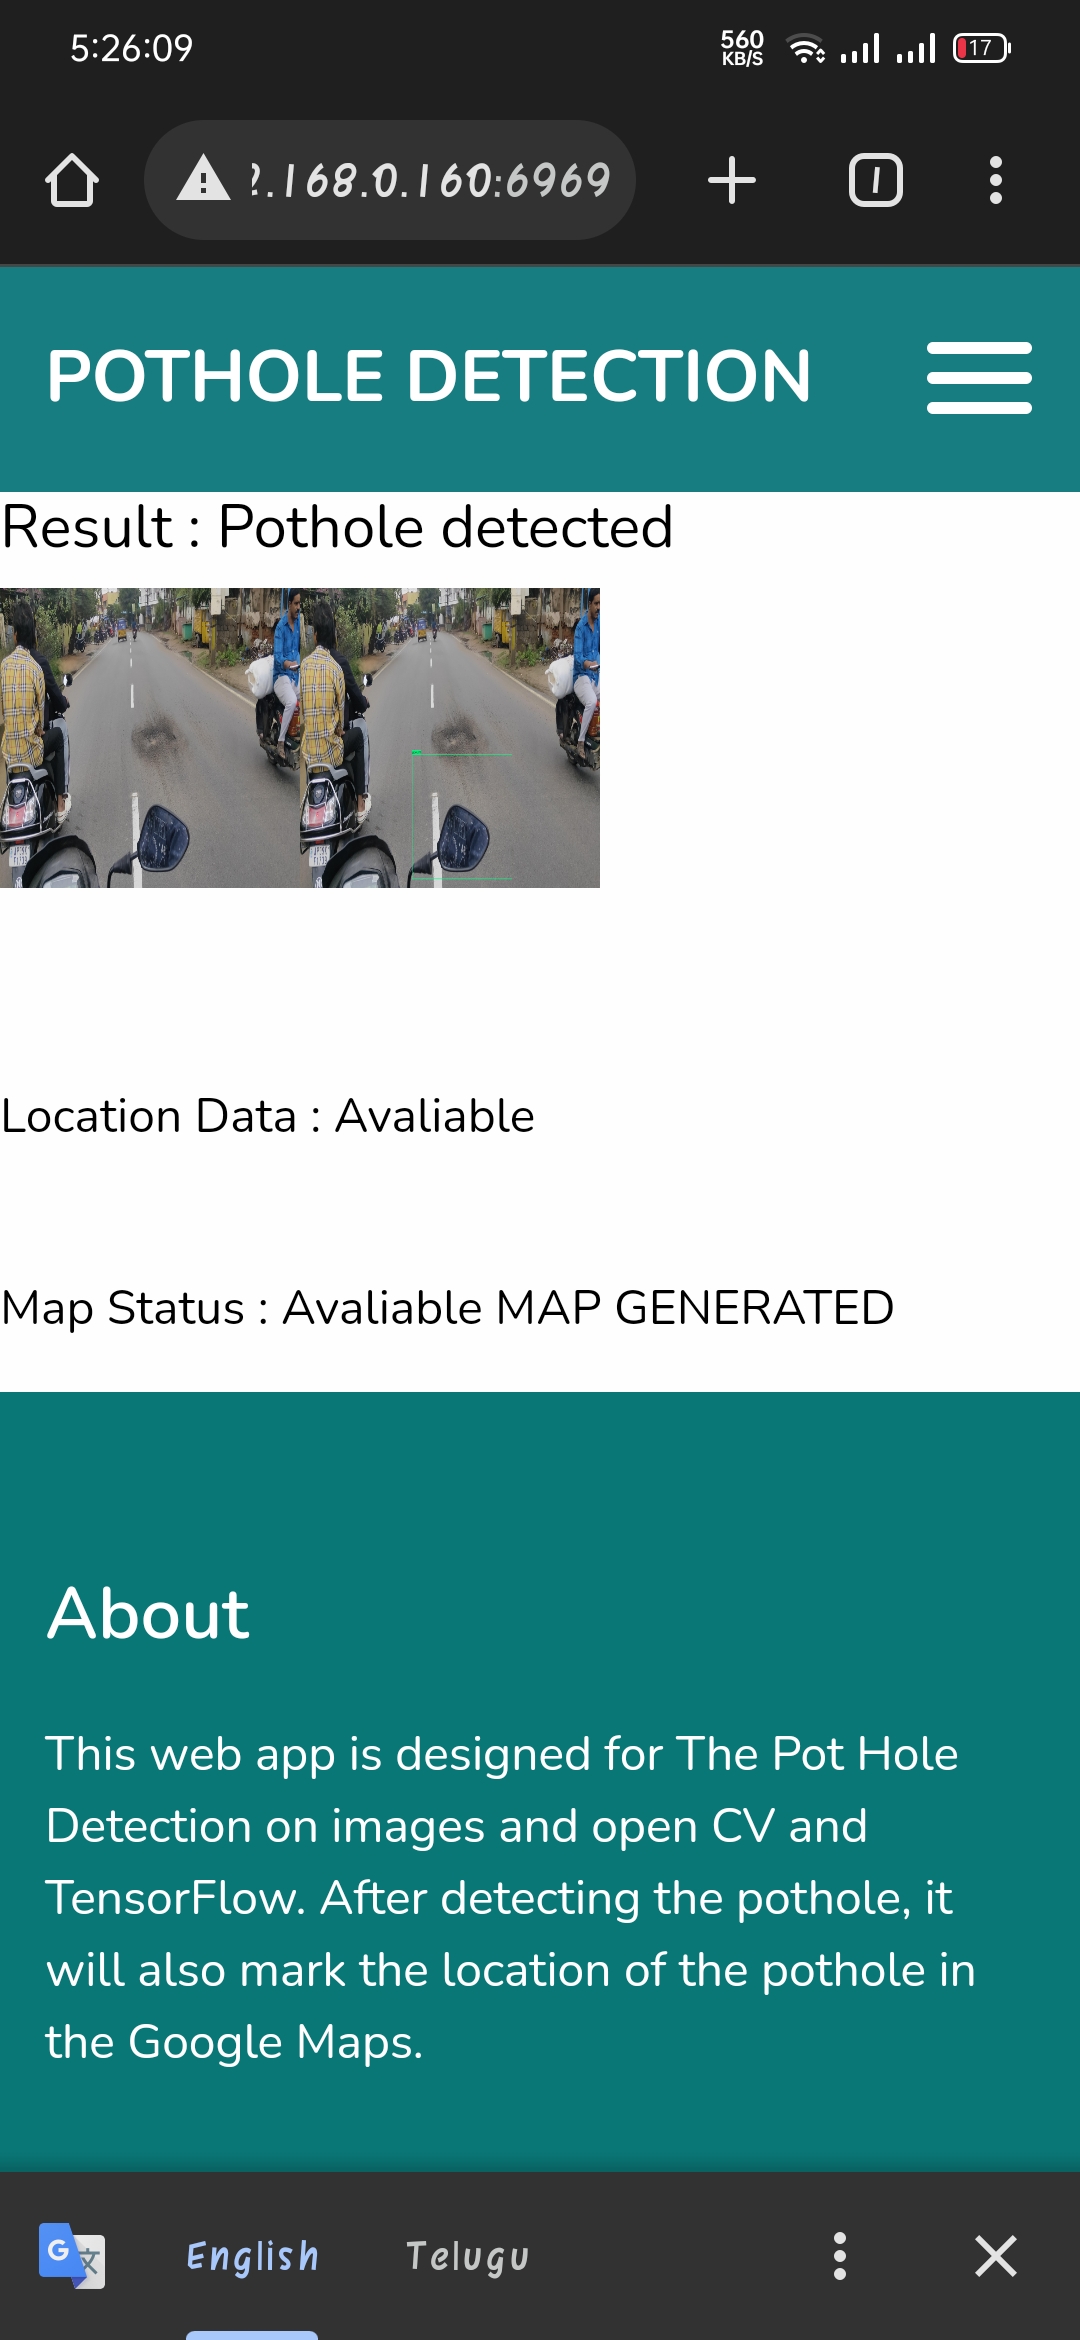 5:26:09
560
KB/S
17
2.168.0.160:6969
1
POTHOLE DETECTION
Result : Pothole detected
Location Data : Avaliable
Map Status : Avaliable MAP GENERATED
About
This web app is designed for The Pot Hole
Detection on images and open CV and
TensorFlow. After detecting the pothole, it
will also mark the location of the pothole in
the Google Maps.
G 文
English
Telugu